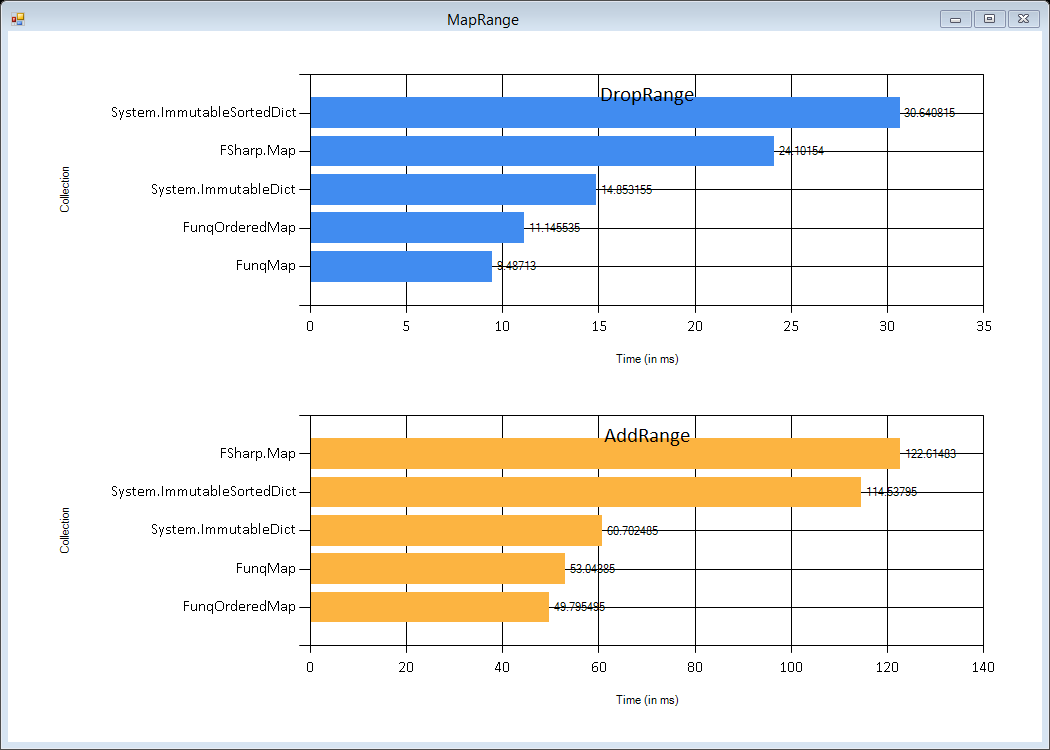 MapRange
DropRange
System.ImmutableSortedDict 30.640815
FSharp.Map 24.10154
System.ImmutableDict 14.853155
FunqOrderedMap 11.145535
FunqMap 9.48713
Collection
0 5 10 15 20 25 30 35
Time (in ms)
AddRange
FSharp.Map 122.61483
System.ImmutableSortedDict 114.53795
System.ImmutableDict 60.702485
FunqMap 53.04385
FunqOrderedMap 49.795495
Collection
0 20 40 60 80 100 120 140
Time (in ms)